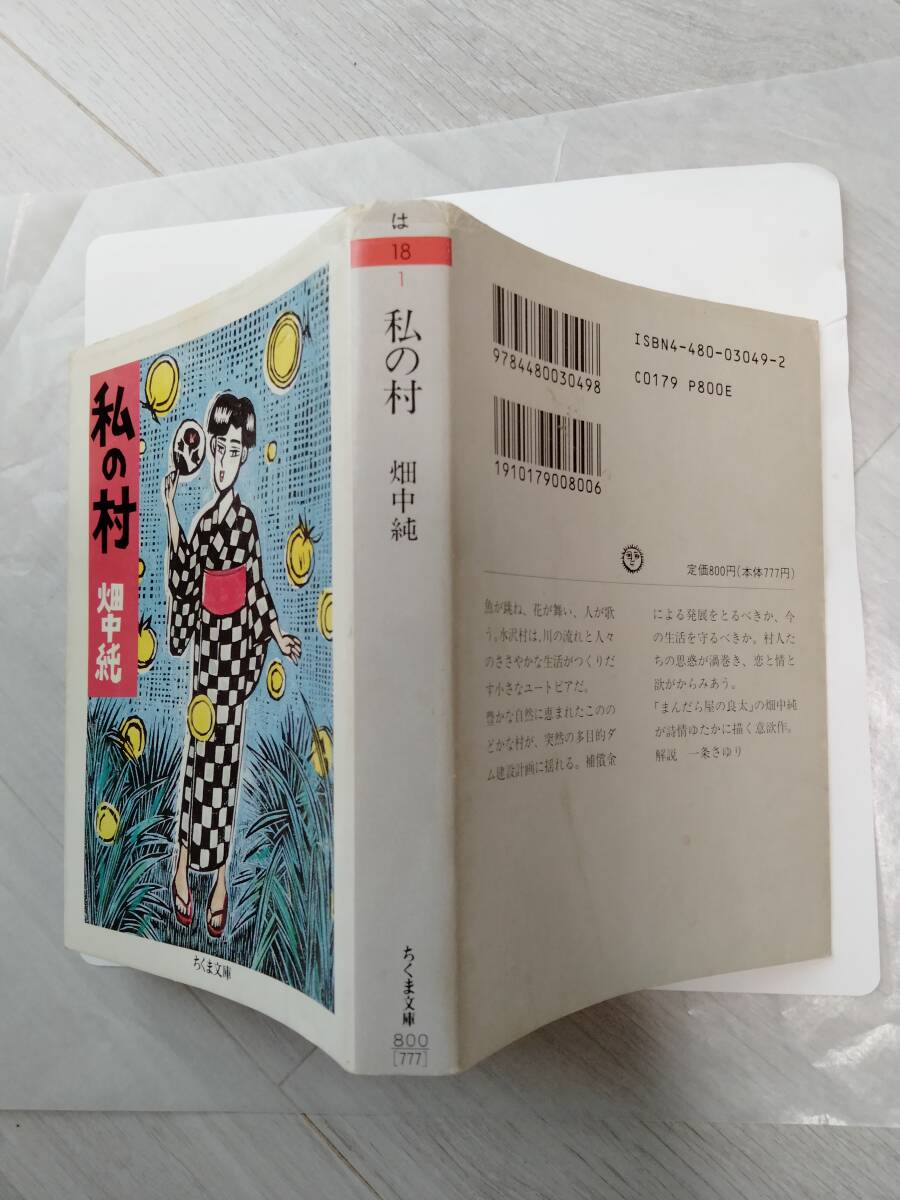 私の村
畑中純
ちくま文庫
は
18
1
私の村
畑中純
ちくま文庫
800
[777]
9784480030498
1910179008006
ISBN4-480-03049-2
C0179 P800E
定価800円(本体777円)
魚が跳ね、花が舞い、人が歌
う。水沢村は、川の流れと人々
のささやかな生活がつくりだ
す小さなユートピアだ。
豊かな自然に恵まれたこのの
どかな村が、突然の多目的ダ
ム建設計画に揺れる。補償金
による発展をとるべきか、今
の生活を守るべきか。村人た
ちの思惑が渦巻き、恋と情と
欲がからみあう。
「まんだら屋の良太」の畑中純
が詩情ゆたかに描く意欲作。
解説 一条さゆり